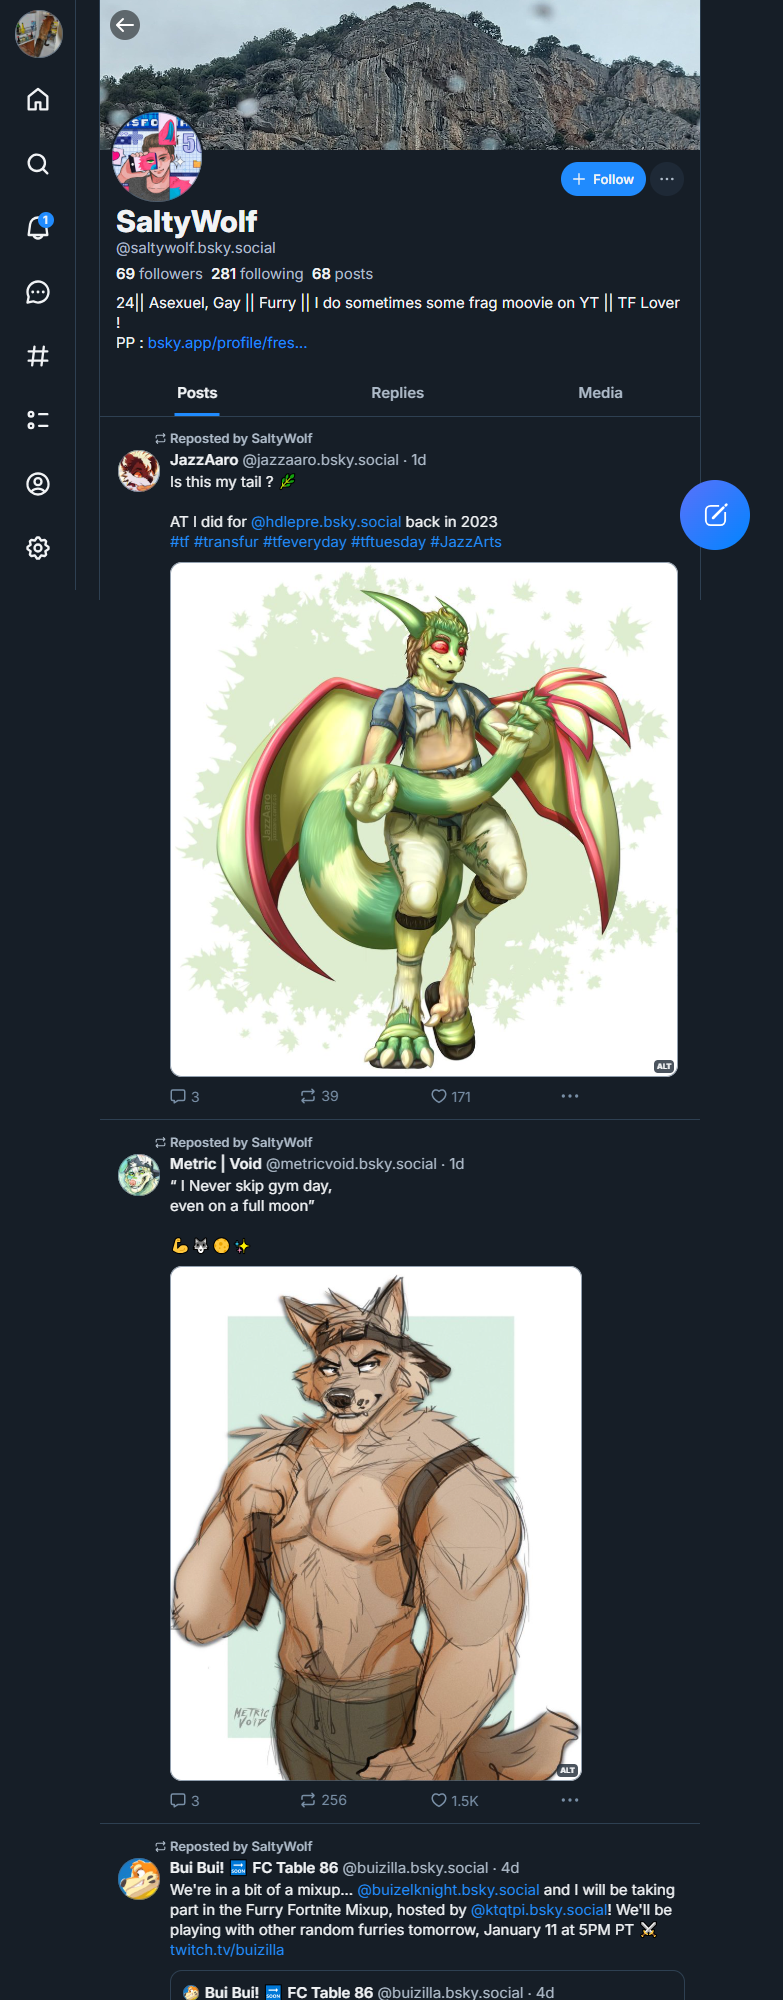 1
+ Follow
SaltyWolf
@saltywolf.bsky.social
69 followers 281 following 68 posts
24|| Asexuel, Gay || Furry || I do sometimes some frag moovie on YT || TF Lover
!
PP : bsky.app/profile/fres...
Posts Replies Media
Reposted by SaltyWolf
JazzAaro @jazzaaro.bsky.social · 1d
Is this my tail ? 🌿
AT I did for @hdlepre.bsky.social back in 2023
#tf #transfur #tfeveryday #tftuesday #JazzArts
JazzAaro
ALT
3 39 171
Reposted by SaltyWolf
Metric | Void @metricvoid.bsky.social · 1d
“ I Never skip gym day,
even on a full moon”
💪🐺🌕✨
METRIC
VOID
ALT
3 256 1.5K
Reposted by SaltyWolf
Bui Bui! 🔜 FC Table 86 @buizilla.bsky.social · 4d
We're in a bit of a mixup... @buizelknight.bsky.social and I will be taking
part in the Furry Fortnite Mixup, hosted by @ktqtpi.bsky.social! We'll be
playing with other random furries tomorrow, January 11 at 5PM PT ⚔️
twitch.tv/buizilla
Bui Bui! 🔜 FC Table 86 @buizilla.bsky.social · 4d